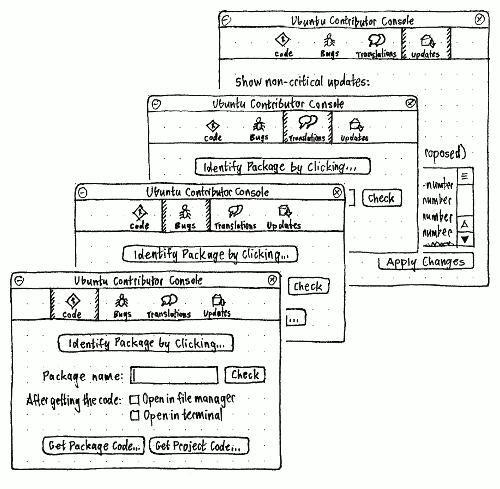 Ubuntu Contributor Console
Code Bugs Translations Updates
Show non-critical updates:
Ubuntu Contributor Console
Code Bugs Translations Updates
Identify Package by Clicking...
Check
roposed)
-number
number
number
number
Apply Changes
Ubuntu Contributor Console
Code Bugs Translations Updates
Identify Package by Clicking...
Check
...
Ubuntu Contributor Console
Code Bugs Translations Updates
Identify Package by Clicking...
Package name: Check
After getting the code: Open in file manager
Open in terminal
Get Package Code... Get Project Code...